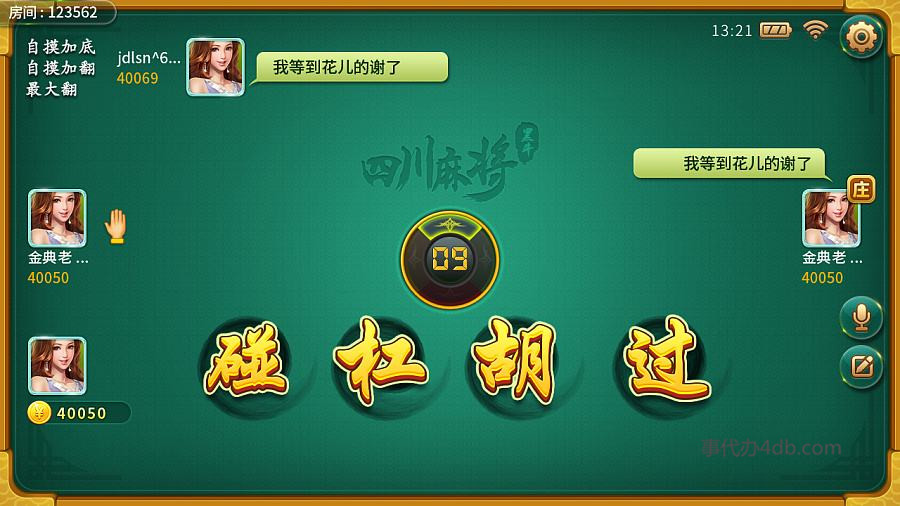 房间 : 123562
13:21
自摸加底
自摸加翻
最大翻
jdlsn^6...
40069
我等到花儿的谢了
四川麻将
我等到花儿的谢了
庄
金典老 ...
40050
09
金典老 ...
40050
碰 杠 胡 过
40050
事代办4db.com